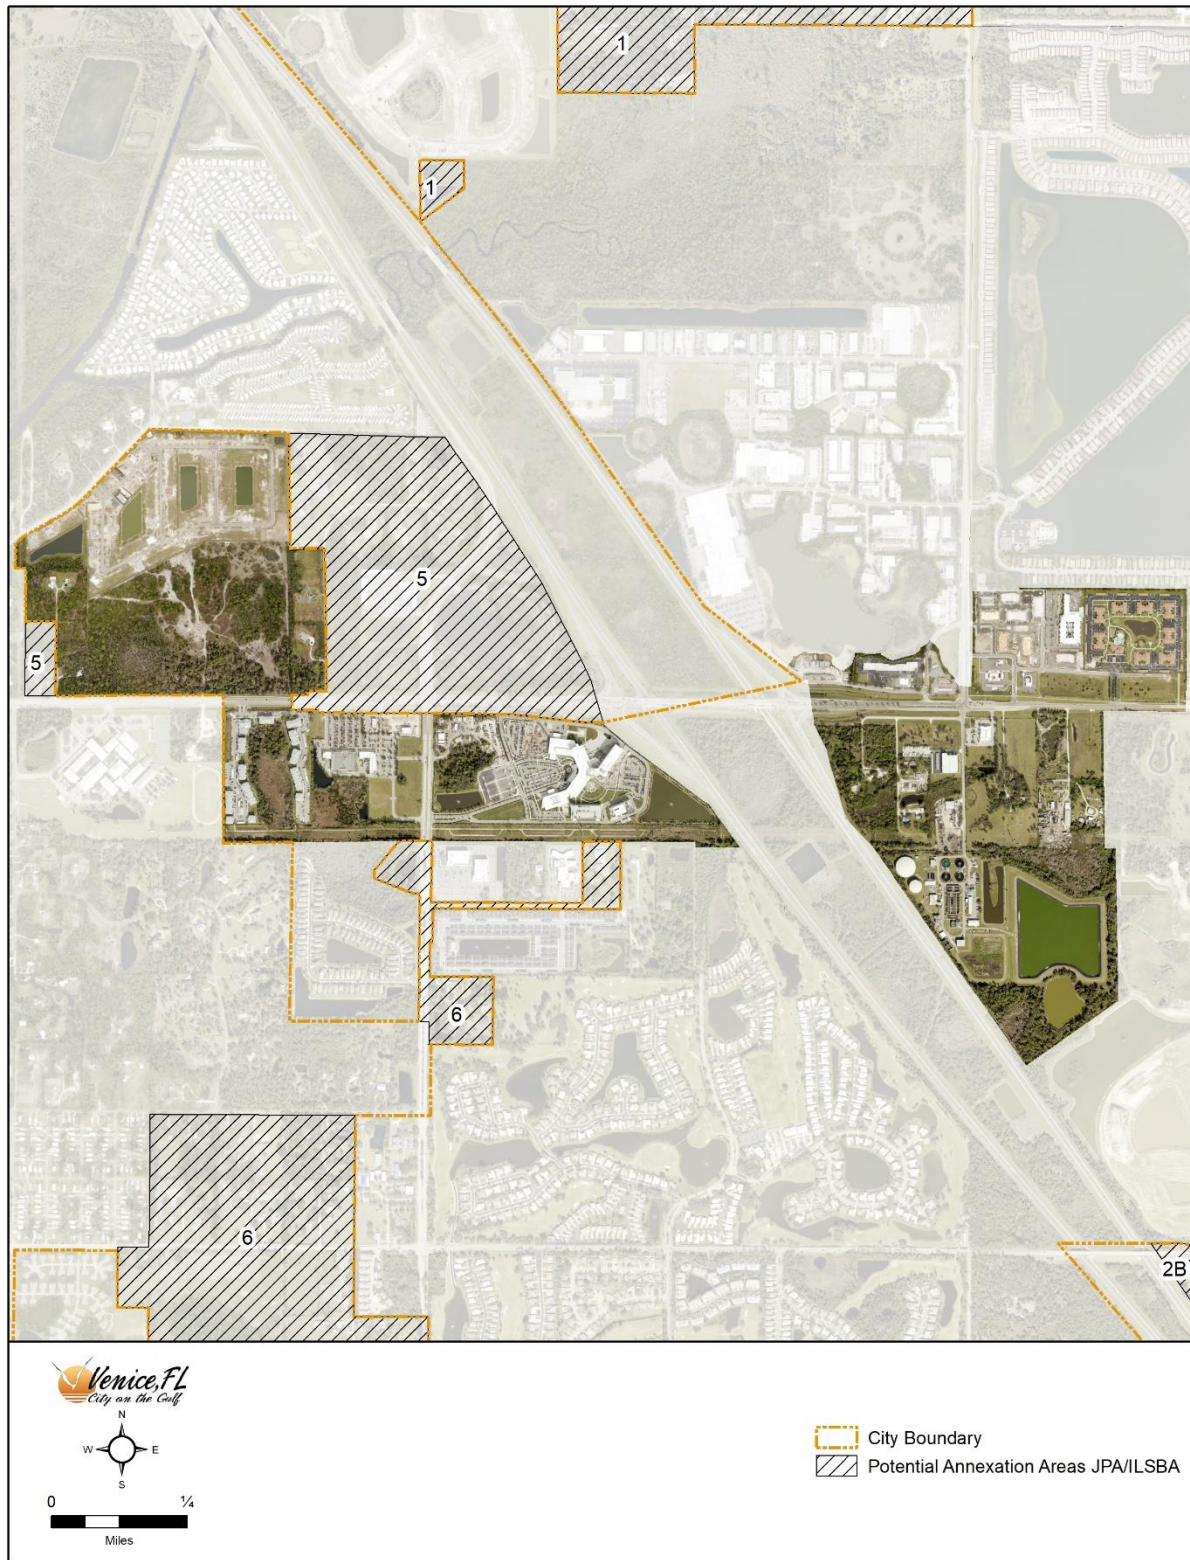 1
1
5
5
6
6
2B
Venice, FL
City on the Gulf
N
W E
S
0 ¼
Miles
City Boundary
Potential Annexation Areas JPA/ILSBA